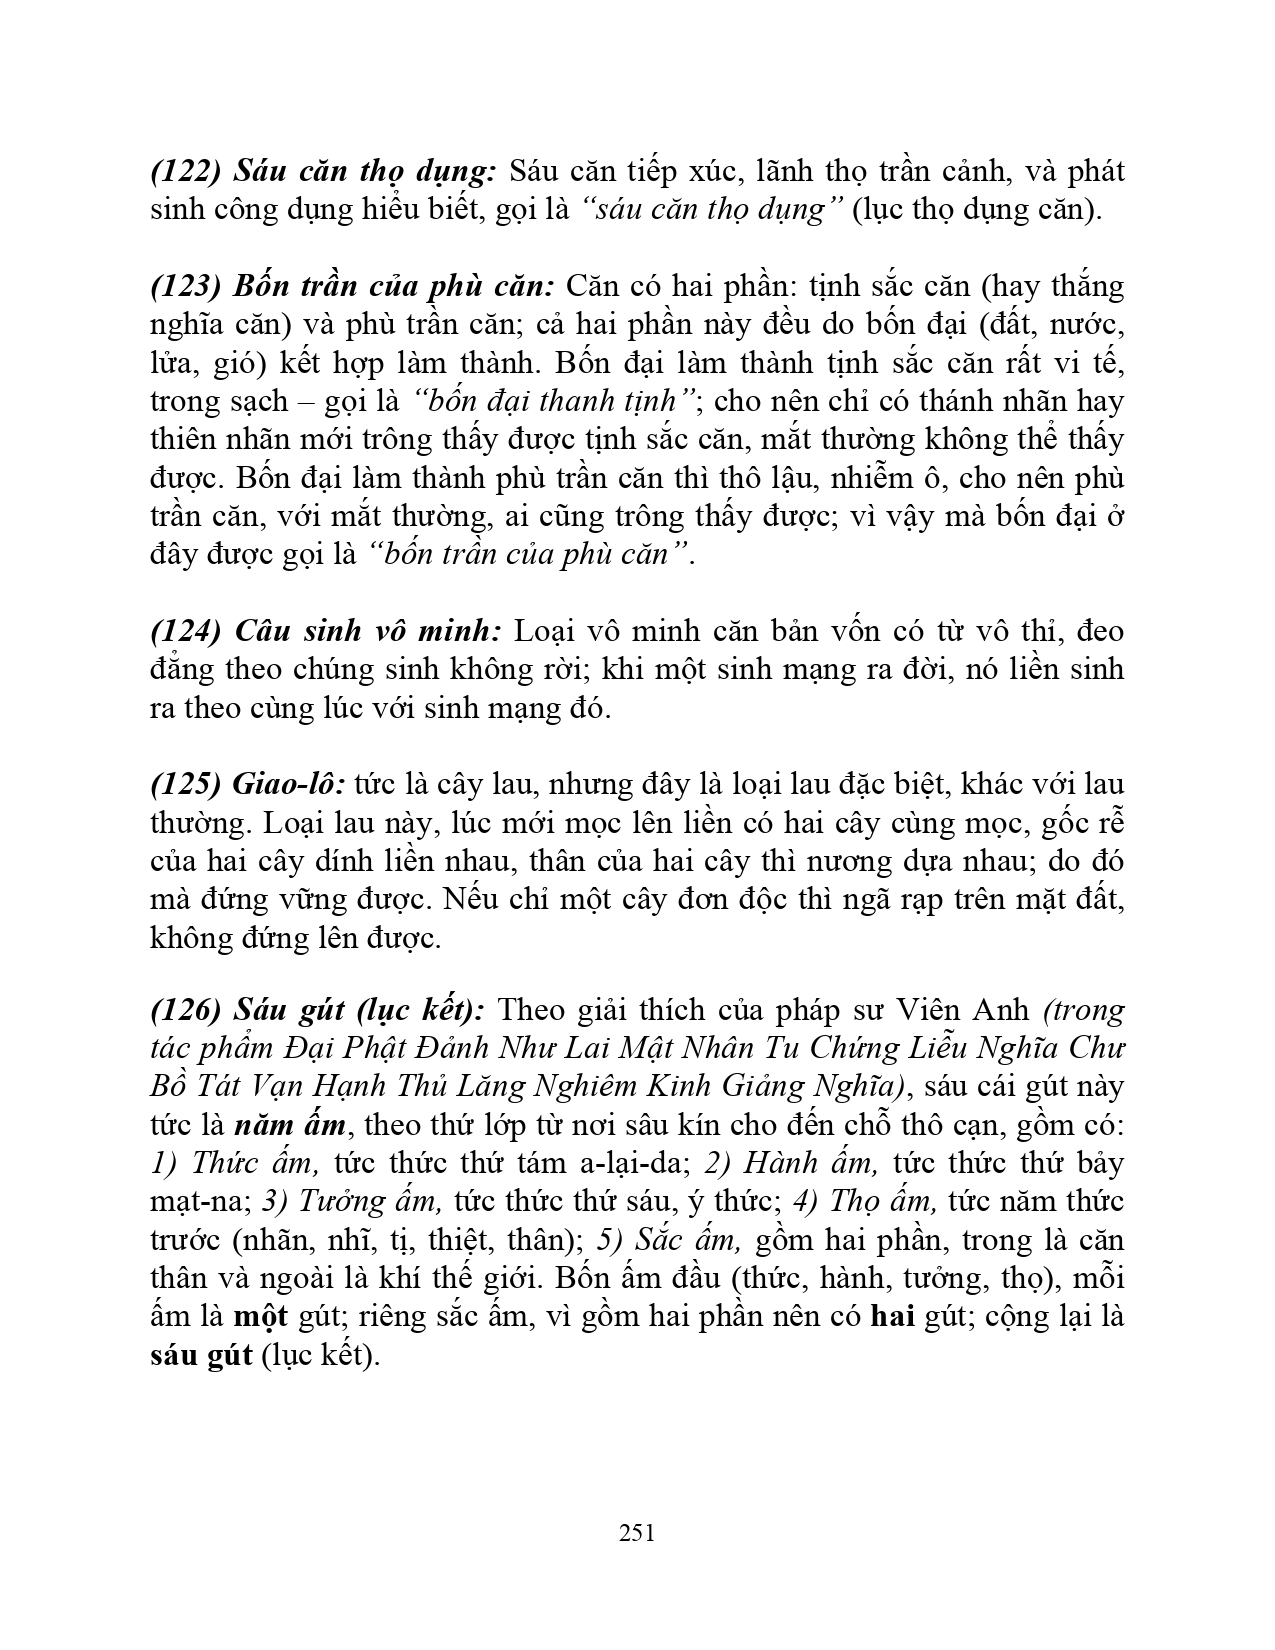 (122) Sáu căn thọ dụng: Sáu căn tiếp xúc, lãnh thọ trần cảnh, và phát
sinh công dụng hiểu biết, gọi là “sáu căn thọ dụng” (lục thọ dụng căn).
(123) Bốn trần của phù căn: Căn có hai phần: tịnh sắc căn (hay thắng
nghĩa căn) và phù trần căn; cả hai phần này đều do bốn đại (đất, nước,
lửa, gió) kết hợp làm thành. Bốn đại làm thành tịnh sắc căn rất vi tế,
trong sạch – gọi là “bốn đại thanh tịnh”; cho nên chỉ có thánh nhãn hay
thiên nhãn mới trông thấy được tịnh sắc căn, mắt thường không thể thấy
được. Bốn đại làm thành phù trần căn thì thô lậu, nhiễm ô, cho nên phù
trần căn, với mắt thường, ai cũng trông thấy được; vì vậy mà bốn đại ở
đây được gọi là “bốn trần của phù căn”.
(124) Câu sinh vô minh: Loại vô minh căn bản vốn có từ vô thỉ, đeo
đẳng theo chúng sinh không rời; khi một sinh mạng ra đời, nó liền sinh
ra theo cùng lúc với sinh mạng đó.
(125) Giao-lô: tức là cây lau, nhưng đây là loại lau đặc biệt, khác với lau
thường. Loại lau này, lúc mới mọc lên liền có hai cây cùng mọc, gốc rễ
của hai cây dính liền nhau, thân của hai cây thì nương dựa nhau; do đó
mà đứng vững được. Nếu chỉ một cây đơn độc thì ngã rạp trên mặt đất,
không đứng lên được.
(126) Sáu gút (lục kết): Theo giải thích của pháp sư Viên Anh (trong
tác phẩm Đại Phật Đảnh Như Lai Mật Nhân Tu Chứng Liễu Nghĩa Chư
Bồ Tát Vạn Hạnh Thủ Lăng Nghiêm Kinh Giảng Nghĩa), sáu cái gút này
tức là năm ấm, theo thứ lớp từ nơi sâu kín cho đến chỗ thô cạn, gồm có:
1) Thức ấm, tức thức thứ tám a-lại-da; 2) Hành ấm, tức thức thứ bảy
mạt-na; 3) Tưởng ấm, tức thức thứ sáu, ý thức; 4) Thọ ấm, tức năm thức
trước (nhãn, nhĩ, tị, thiệt, thân); 5) Sắc ấm, gồm hai phần, trong là căn
thân và ngoài là khí thế giới. Bốn ấm đầu (thức, hành, tưởng, thọ), mỗi
ấm là một gút; riêng sắc ấm, vì gồm hai phần nên có hai gút; cộng lại là
sáu gút (lục kết).
251